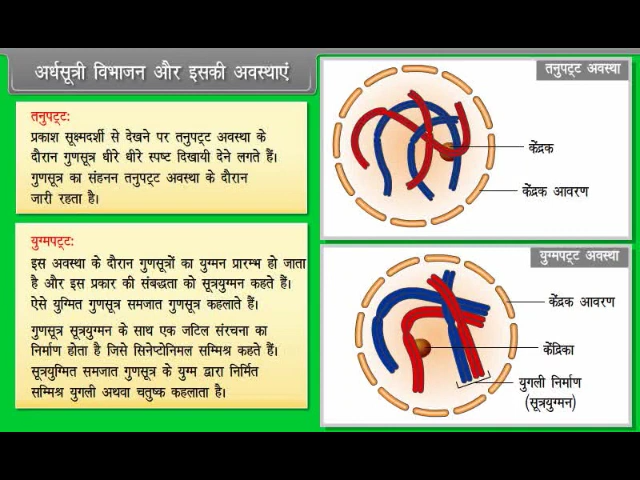 अर्धसूत्री विभाजन और इसकी अवस्थाएं
तनुपट्ट:
प्रकाश सूक्ष्मदर्शी से देखने पर तनुपट्ट अवस्था के
दौरान गुणसूत्र धीरे धीरे स्पष्ट दिखायी देने लगते हैं।
गुणसूत्र का संहनन तनुपट्ट अवस्था के दौरान
जारी रहता है।
युग्मपट्ट:
इस अवस्था के दौरान गुणसूत्रों का युग्मन प्रारम्भ हो जाता
है और इस प्रकार की संबद्धता को सूत्रयुग्मन कहते हैं।
ऐसे युग्मित गुणसूत्र समजात गुणसूत्र कहलाते हैं।
गुणसूत्र सूत्रयुग्मन के साथ एक जटिल संरचना का
निर्माण होता है जिसे सिनेप्टोनिमल सम्मिश्र कहते हैं।
सूत्रयुग्मित समजात गुणसूत्र के युग्म द्वारा निर्मित
सम्मिश्र युगली अथवा चतुष्क कहलाता है।
तनुपट्ट अवस्था
केंद्रक
केंद्रक आवरण
युग्मपट्ट अवस्था
केंद्रक आवरण
केंद्रिका
युगली निर्माण
(सूत्रयुग्मन)